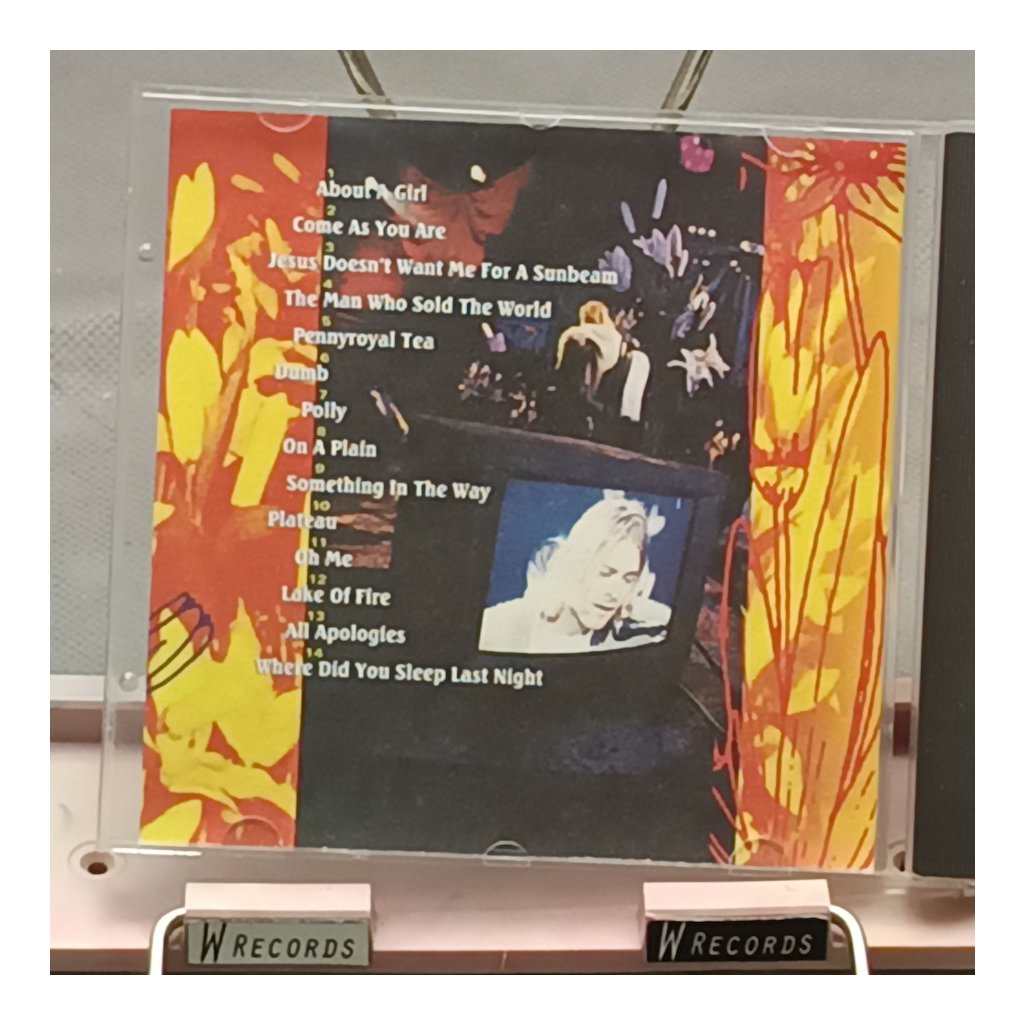 1
About A Girl
2
Come As You Are
3
Jesus Doesn't Want Me For A Sunbeam
4
The Man Who Sold The World
5
Pennyroyal Tea
6
Dumb
7
Polly
8
On A Plain
9
Something In The Way
10
Plateau
11
Oh Me
12
Lake Of Fire
13
All Apologies
14
Where Did You Sleep Last Night
W RECORDS
W RECORDS